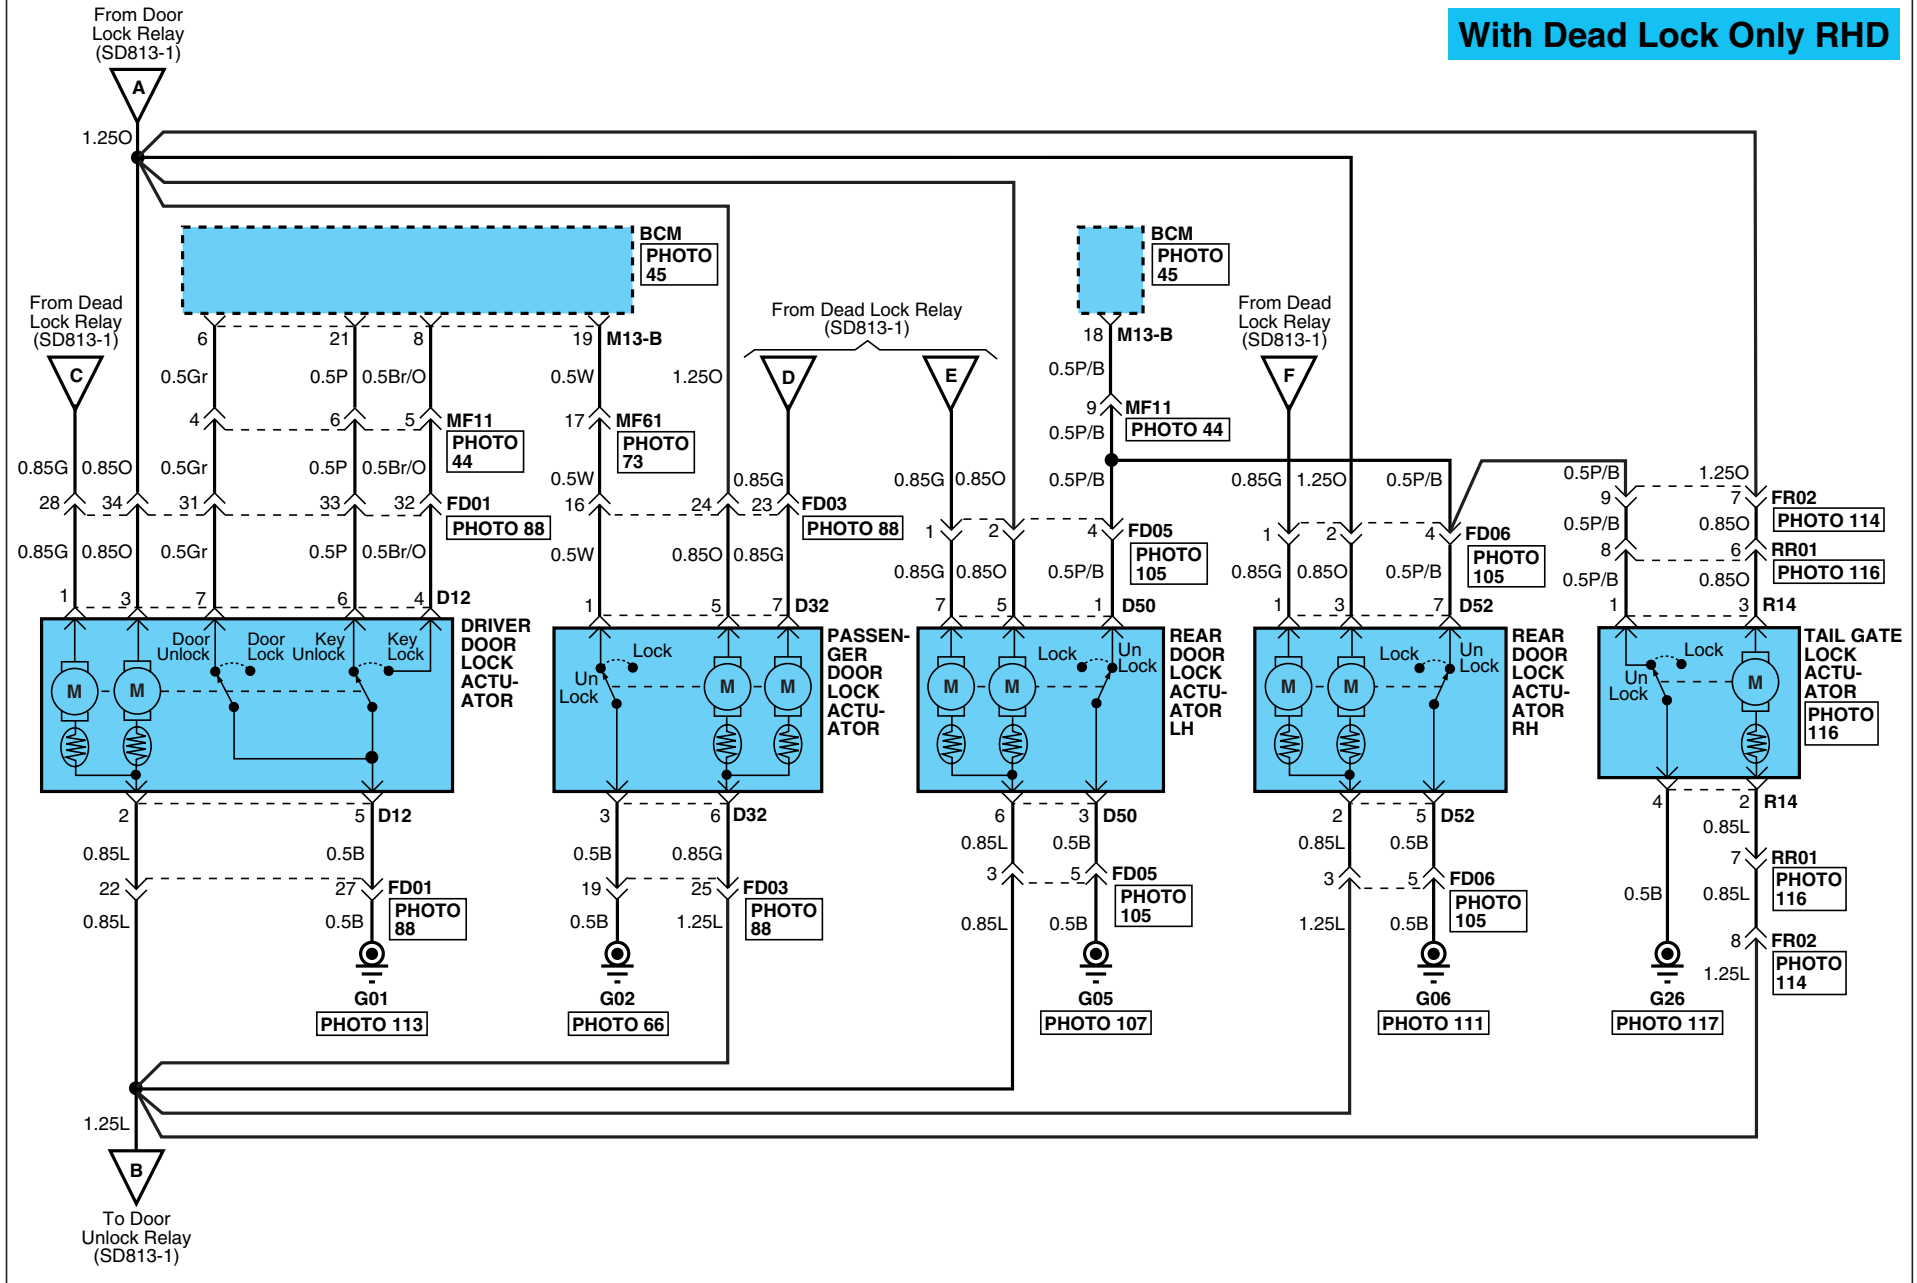 From Door
Lock Relay
(SD813-1)
With Dead Lock Only RHD
A
1.25O
BCM
PHOTO
45
BCM
PHOTO
45
From Dead
Lock Relay
(SD813-1)
From Dead Lock Relay
(SD813-1)
From Dead
Lock Relay
(SD813-1)
6 21 8 19 M13-B
18 M13-B
C D E F
0.5Gr 0.5P 0.5Br/O 0.5W 1.25O 0.5P/B
4 6 5 MF11
PHOTO
44
17 MF61
PHOTO
73
9 MF11
PHOTO 44
0.5P/B
0.85G 0.85O 0.5Gr 0.5P 0.5Br/O 0.5W 0.85G 0.85G 0.85O 0.5P/B 0.85G 1.25O 0.5P/B 0.5P/B 1.25O
28 34 31 33 32 FD01
PHOTO 88
16 24 23 FD03
PHOTO 88
1 2 4 FD05
PHOTO
105
1 2 4 FD06
PHOTO
105
9 7 FR02
PHOTO 114
0.5P/B 0.85O
8 6 RR01
PHOTO 116
0.85G 0.85O 0.5Gr 0.5P 0.5Br/O 0.5W 0.85O 0.85G 0.85G 0.85O 0.5P/B 0.85G 0.85O 0.5P/B 0.5P/B 0.85O
1 3 7 6 4 D12
1 5 7 D32
7 5 1 D50
1 3 7 D52
1 3 R14
DRIVER
DOOR
LOCK
ACTU-
ATOR
Door
Unlock
Door
Lock
Key
Unlock
Key
Lock
M M
PASSEN-
GER
DOOR
LOCK
ACTU-
ATOR
Lock
Un
Lock
M M
REAR
DOOR
LOCK
ACTU-
ATOR
LH
Lock
Un
Lock
M M
REAR
DOOR
LOCK
ACTU-
ATOR
RH
Lock
Un
Lock
M M
TAIL GATE
LOCK
ACTU-
ATOR
PHOTO
116
Lock
Un
Lock
M
2 5 D12
3 6 D32
6 3 D50
2 5 D52
4 2 R14
0.85L 0.5B 0.5B 0.85G 0.85L 0.5B 0.85L 0.5B 0.85L
22 27 FD01
PHOTO
88
19 25 FD03
PHOTO
88
3 5 FD05
PHOTO
105
3 5 FD06
PHOTO
105
7 RR01
PHOTO
116
0.85L 0.5B 0.5B 1.25L 0.85L 0.5B 1.25L 0.5B 0.5B 0.85L
8 FR02
PHOTO
114
1.25L
G01
PHOTO 113
G02
PHOTO 66
G05
PHOTO 107
G06
PHOTO 111
G26
PHOTO 117
1.25L
B
To Door
Unlock Relay
(SD813-1)